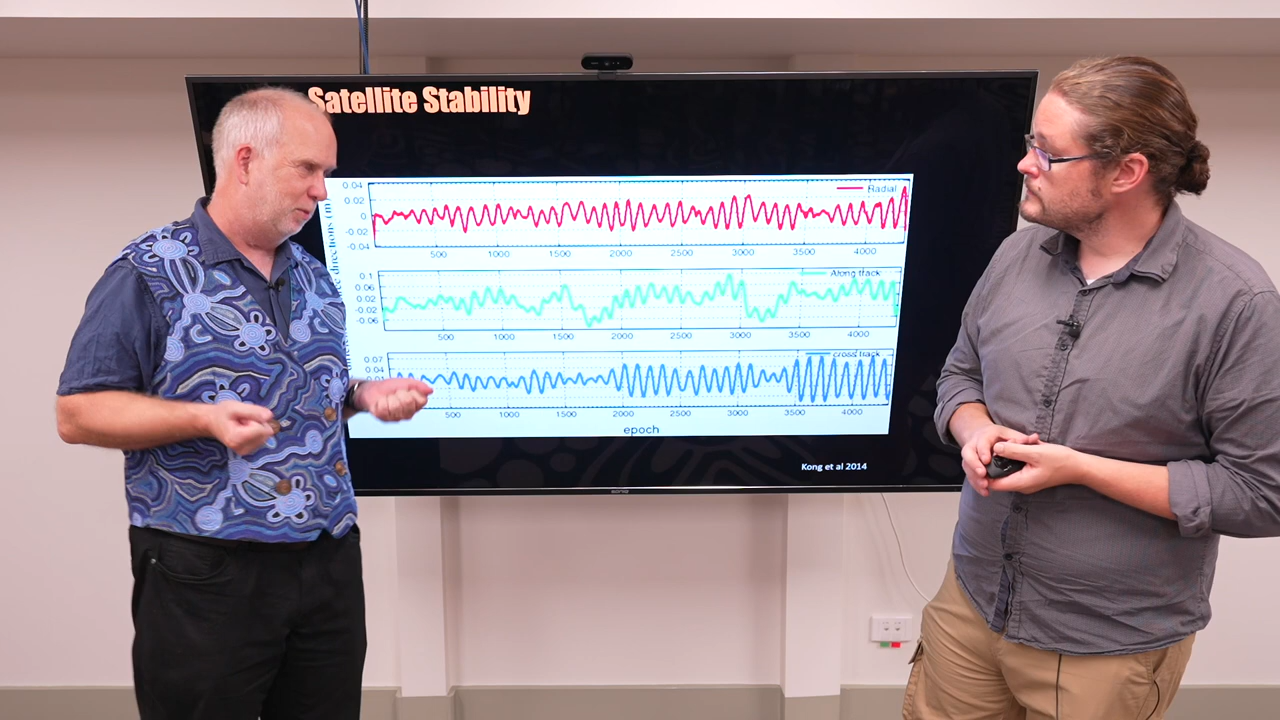 Satellite Stability
0.04
0.02
0
-0.02
-0.04
Radial
500 1000 1500 2000 2500 3000 3500 4000
0.1
0.06
0.02
-0.02
-0.06
Along track
500 1000 1500 2000 2500 3000 3500 4000
0.07
0.04
cross track
500 1000 1500 2000 2500 3000 3500 4000
epoch
directions (m)
Kong et al 2014